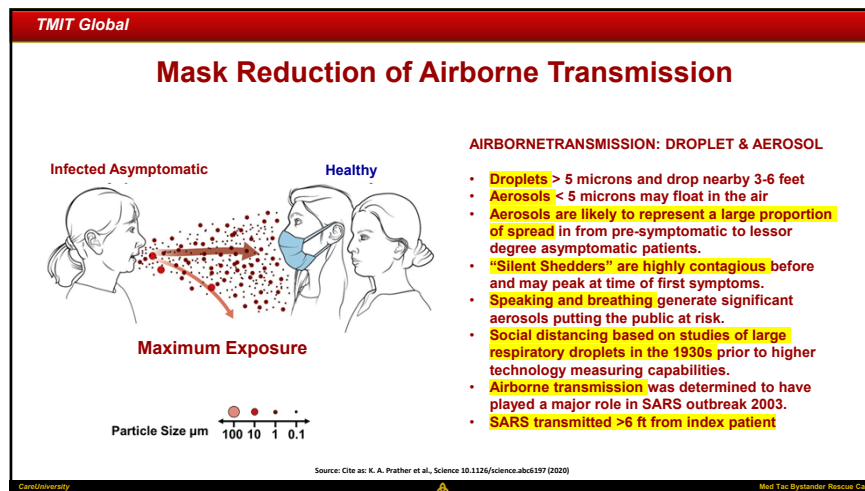 TMIT Global
Mask Reduction of Airborne Transmission
Infected Asymptomatic
Healthy
Maximum Exposure
Particle Size µm
100 10 1 0.1
AIRBORNETRANSMISSION: DROPLET & AEROSOL
• Droplets > 5 microns and drop nearby 3-6 feet
• Aerosols < 5 microns may float in the air
• Aerosols are likely to represent a large proportion
of spread in from pre-symptomatic to lessor
degree asymptomatic patients.
• “Silent Shedders” are highly contagious before
and may peak at time of first symptoms.
• Speaking and breathing generate significant
aerosols putting the public at risk.
• Social distancing based on studies of large
respiratory droplets in the 1930s prior to higher
technology measuring capabilities.
• Airborne transmission was determined to have
played a major role in SARS outbreak 2003.
• SARS transmitted >6 ft from index patient
Source: Cite as: K. A. Prather et al., Science 10.1126/science.abc6197 (2020)
CareUniversity
Med Tac Bystander Rescue Ca